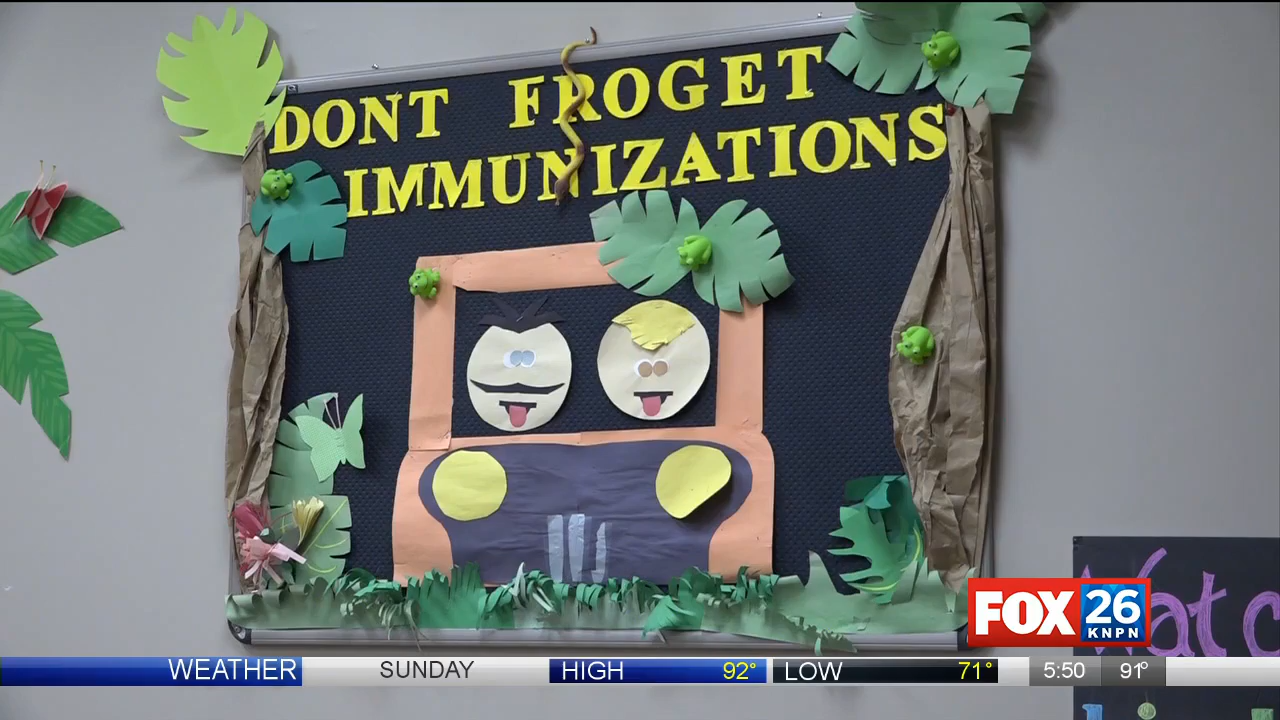 DONT FROGET
IMMUNIZATIONS
FOX 26
KNPN
WEATHER SUNDAY HIGH 92° LOW 71° 5:50 91°